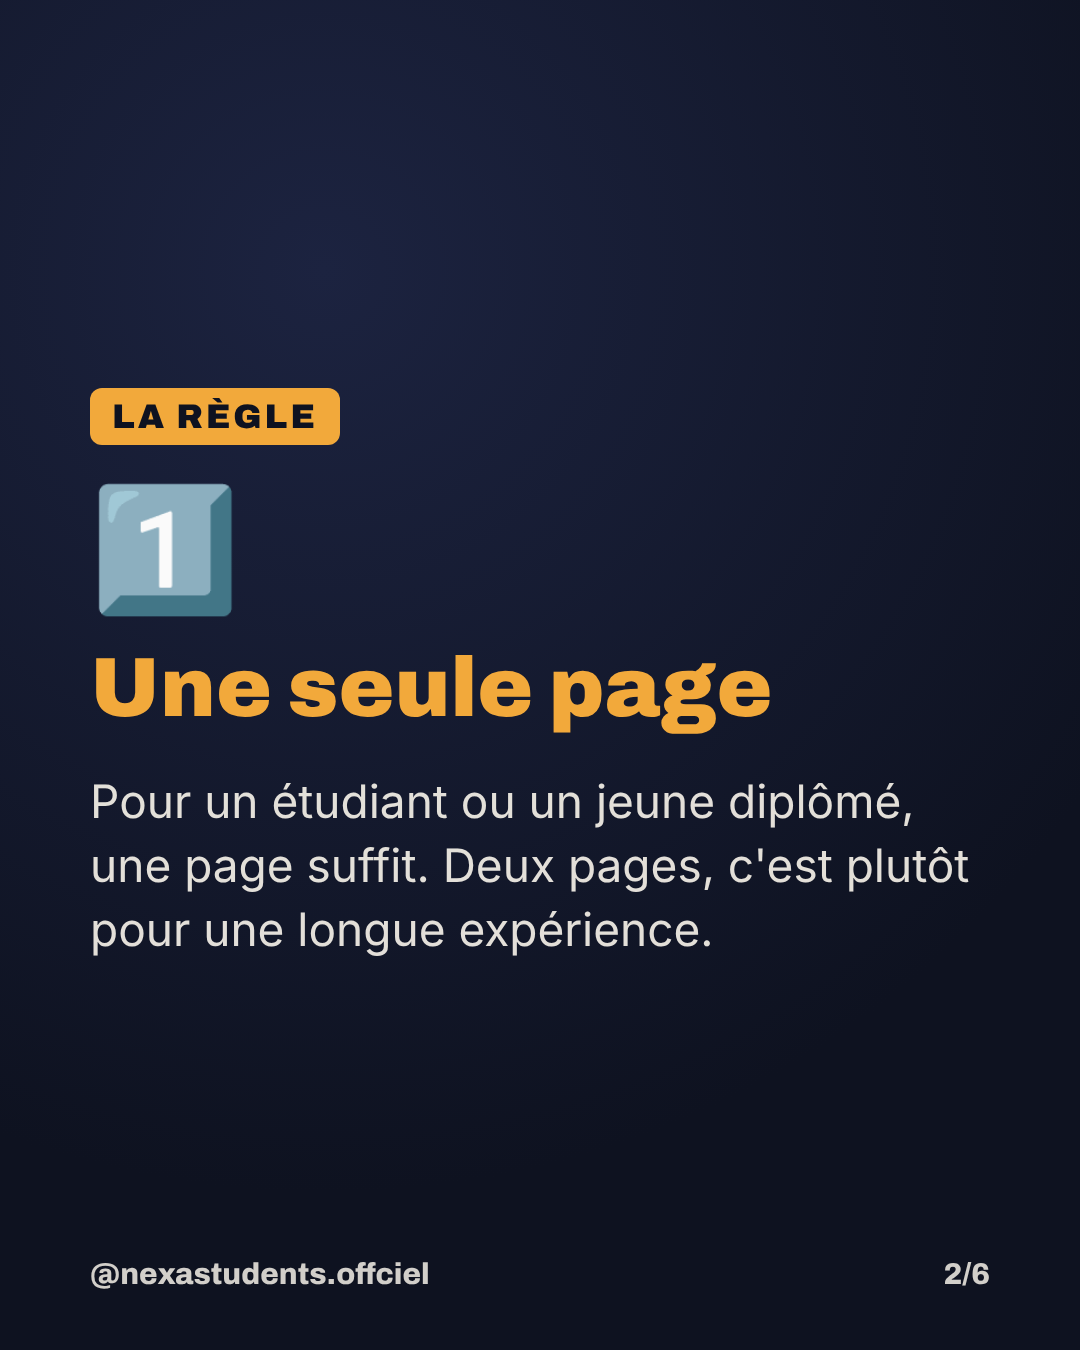 LA RÈGLE
1
Une seule page
Pour un étudiant ou un jeune diplômé,
une page suffit. Deux pages, c'est plutôt
pour une longue expérience.
@nexastudents.offciel
2/6